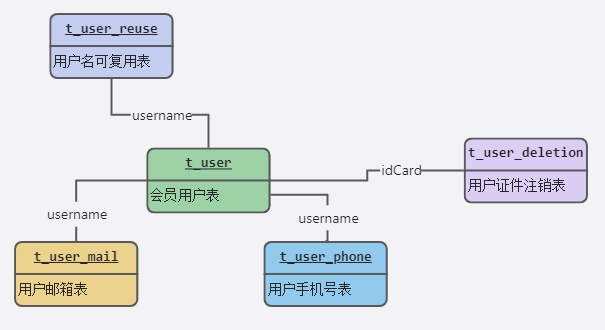 t_user_reuse
用户名可复用表
username
t_user
会员用户表
idCard
t_user_deletion
用户证件注销表
username
username
t_user_mail
用户邮箱表
t_user_phone
用户手机号表